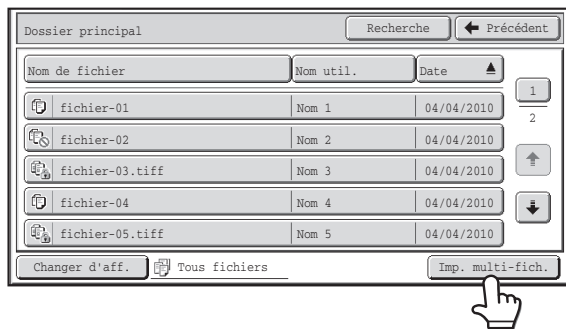 Dossier principal Recherche Précédent
Nom de fichier Nom util. Date
fichier-01 Nom 1 04/04/2010
fichier-02 Nom 2 04/04/2010
fichier-03.tiff Nom 3 04/04/2010
fichier-04 Nom 4 04/04/2010
fichier-05.tiff Nom 5 04/04/2010
1
2
Changer d'aff. Tous fichiers Imp. multi-fich.